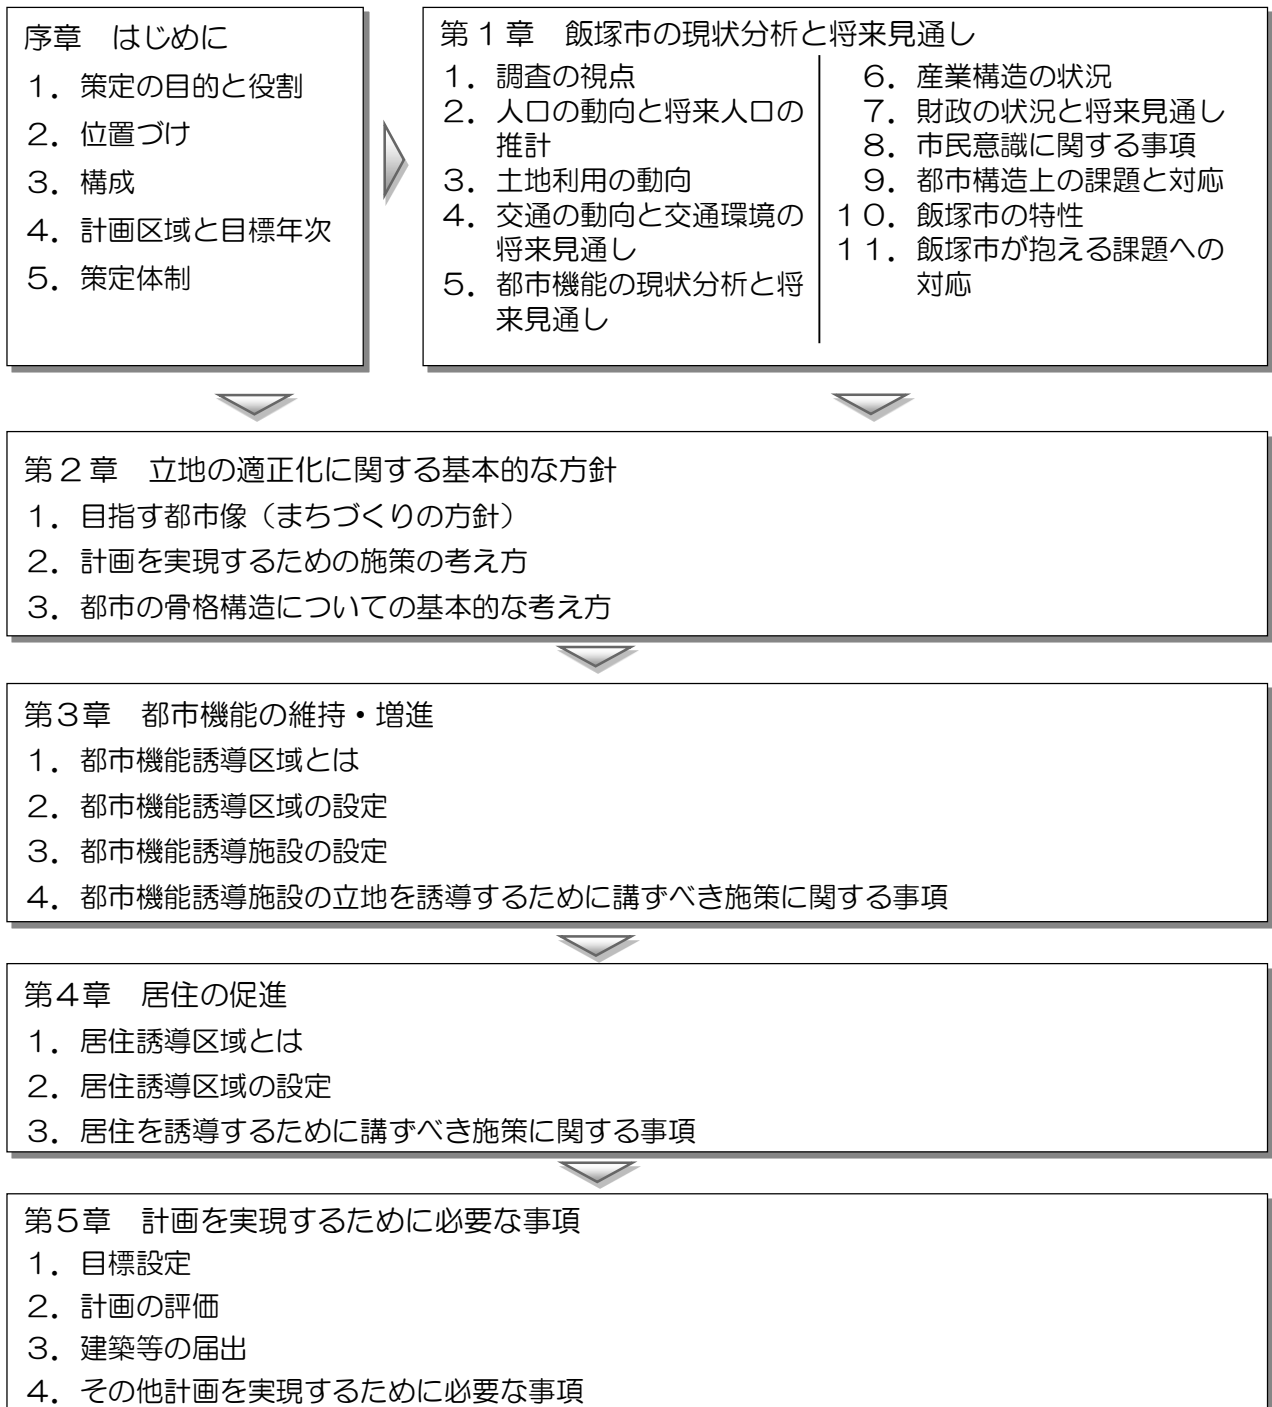 序章　はじめに
１．策定の目的と役割
２．位置づけ
３．構成
４．計画区域と目標年次
５．策定体制
第１章　飯塚市の現状分析と将来見通し
１．調査の視点
２．人口の動向と将来人口の
推計
３．土地利用の動向
４．交通の動向と交通環境の
将来見通し
５．都市機能の現状分析と将
来見通し
６．産業構造の状況
７．財政の状況と将来見通し
８．市民意識に関する事項
９．都市構造上の課題と対応
１０．飯塚市の特性
１１．飯塚市が抱える課題への
対応
第２章　立地の適正化に関する基本的な方針
１．目指す都市像（まちづくりの方針）
２．計画を実現するための施策の考え方
３．都市の骨格構造についての基本的な考え方
第３章　都市機能の維持・増進
１．都市機能誘導区域とは
２．都市機能誘導区域の設定
３．都市機能誘導施設の設定
４．都市機能誘導施設の立地を誘導するために講ずべき施策に関する事項
第４章　居住の促進
１．居住誘導区域とは
２．居住誘導区域の設定
３．居住を誘導するために講ずべき施策に関する事項
第５章　計画を実現するために必要な事項
１．目標設定
２．計画の評価
３．建築等の届出
４．その他計画を実現するために必要な事項